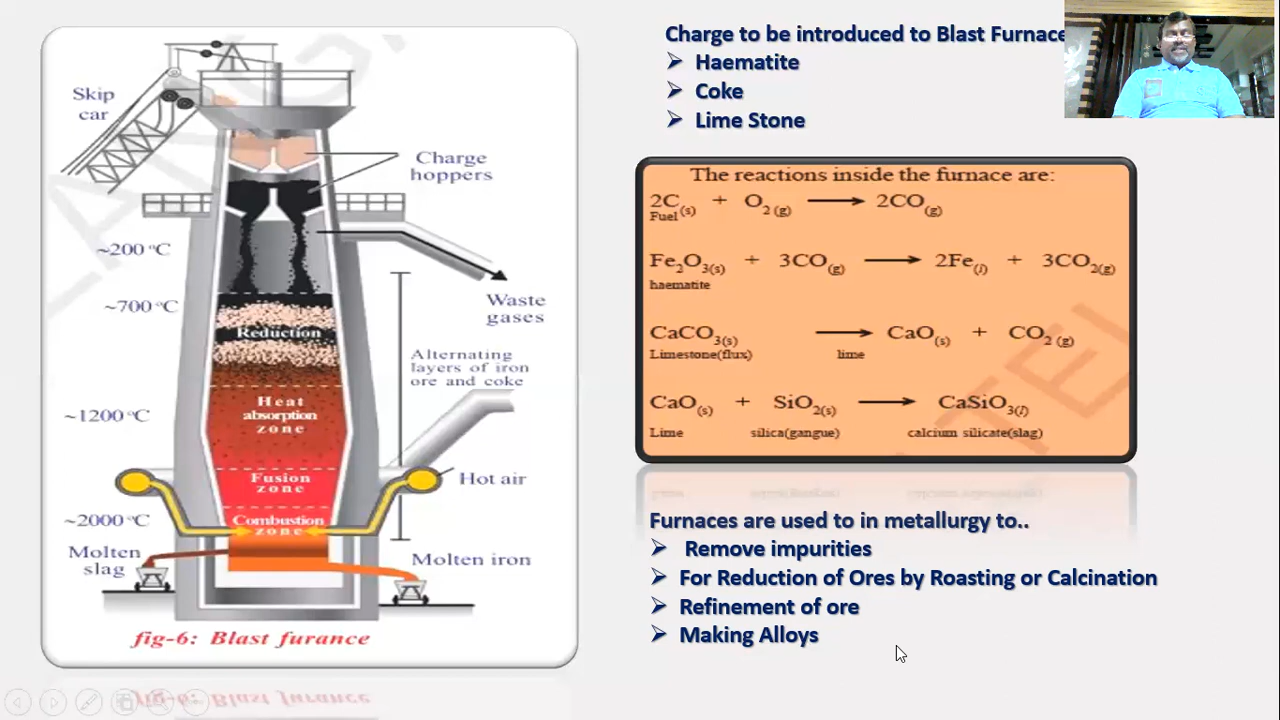 Skip
car
Charge
hoppers
~200 °C
~700 °C
Waste
gases
Reduction
Alternating
layers of iron
ore and coke
Heat
absorption
zone
~1200 °C
Fusion
zone
Hot air
~2000 °C
Combustion
zone
Molten
slag
Molten iron
fig-6: Blast furance
Charge to be introduced to Blast Furnace
➢ Haematite
➢ Coke
➢ Lime Stone
The reactions inside the furnace are:
2C(s) + O2(g) ⟶ 2CO(g)
Fuel
Fe2O3(s) + 3CO(g) ⟶ 2Fe(l) + 3CO2(g)
haematite
CaCO3(s) ⟶ CaO(s) + CO2(g)
Limestone(flux) lime
CaO(s) + SiO2(s) ⟶ CaSiO3(l)
Lime silica(gangue) calcium silicate(slag)
Furnaces are used to in metallurgy to..
➢ Remove impurities
➢ For Reduction of Ores by Roasting or Calcination
➢ Refinement of ore
➢ Making Alloys